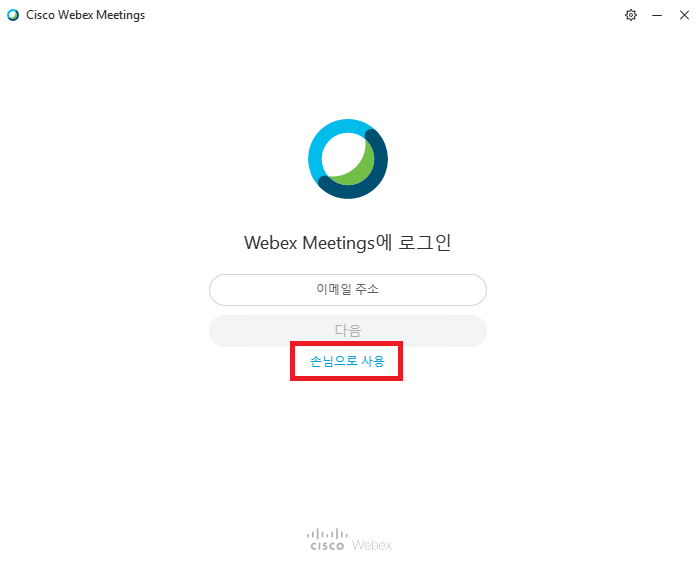 Cisco Webex Meetings
Webex Meetings에 로그인
이메일 주소
다음
손님으로 사용
cisco Webex